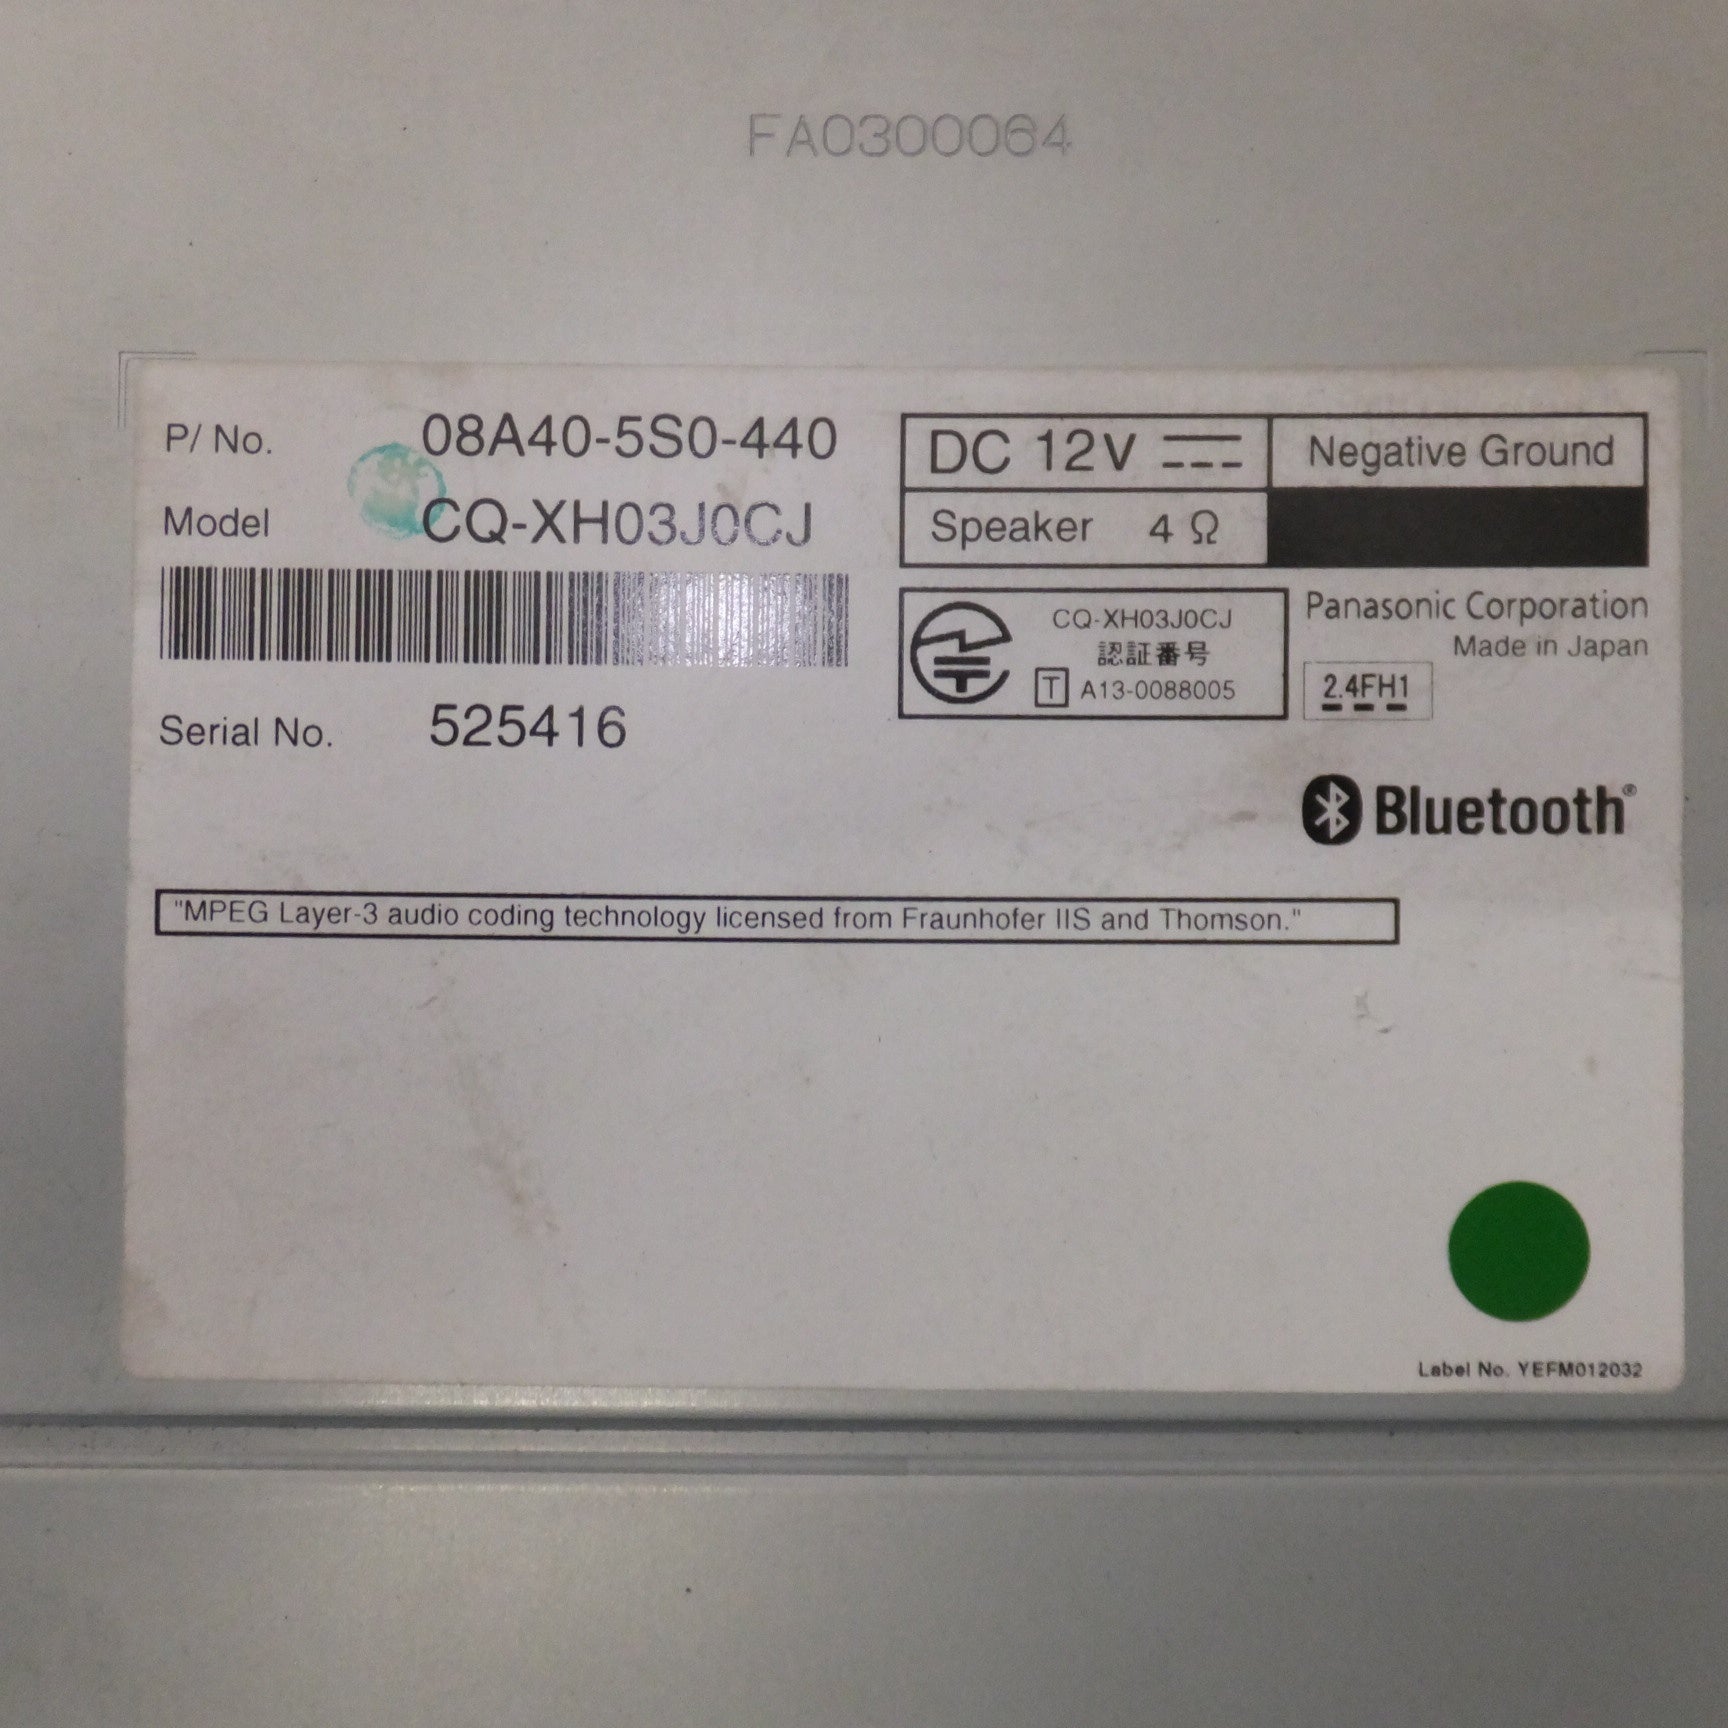 FA0300064
P/ No. 08A40-5S0-440
Model CQ-XH03J0CJ
Serial No. 525416
DC 12V Negative Ground
Speaker 4 Ω
CQ-XH03J0CJ
認証番号
T A13-0088005
Panasonic Corporation
Made in Japan
2.4FH1
Bluetooth®
"MPEG Layer-3 audio coding technology licensed from Fraunhofer IIS and Thomson."
Label No. YEFM012032